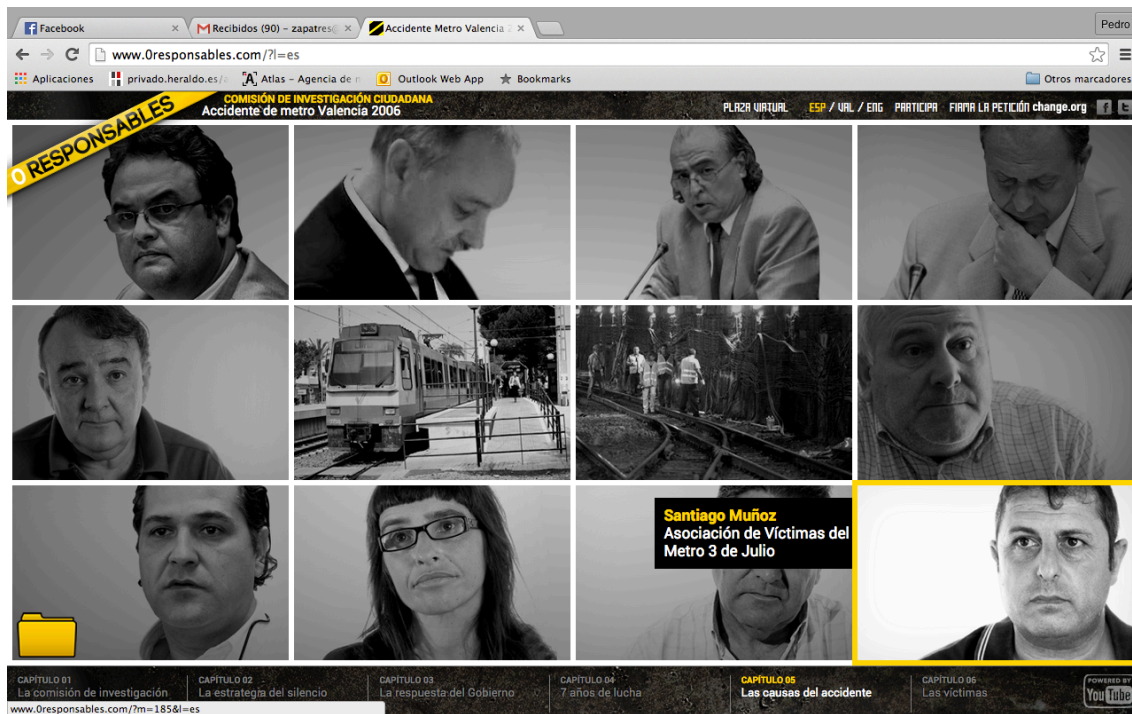 Facebook
Recibidos (90) – zapatres
Accidente Metro Valencia 2
Pedro
www.0responsables.com/?l=es
Aplicaciones
privado.heraldo.es/
Atlas – Agencia de
Outlook Web App
Bookmarks
Otros marcadores
0 RESPONSABLES
COMISIÓN DE INVESTIGACIÓN CIUDADANA
Accidente de metro Valencia 2006
PLAZA VIRTUAL
ESP / VAL / ENG
PARTICIPA
FIRMA LA PETICIÓN change.org
Santiago Muñoz
Asociación de Víctimas del
Metro 3 de Julio
CAPÍTULO 01
La comisión de investigación
CAPÍTULO 02
La estrategia del silencio
CAPÍTULO 03
La respuesta del Gobierno
CAPÍTULO 04
7 años de lucha
CAPÍTULO 05
Las causas del accidente
CAPÍTULO 06
Las víctimas
POWERED BY
YouTube
www.0responsables.com/?m=185&l=es